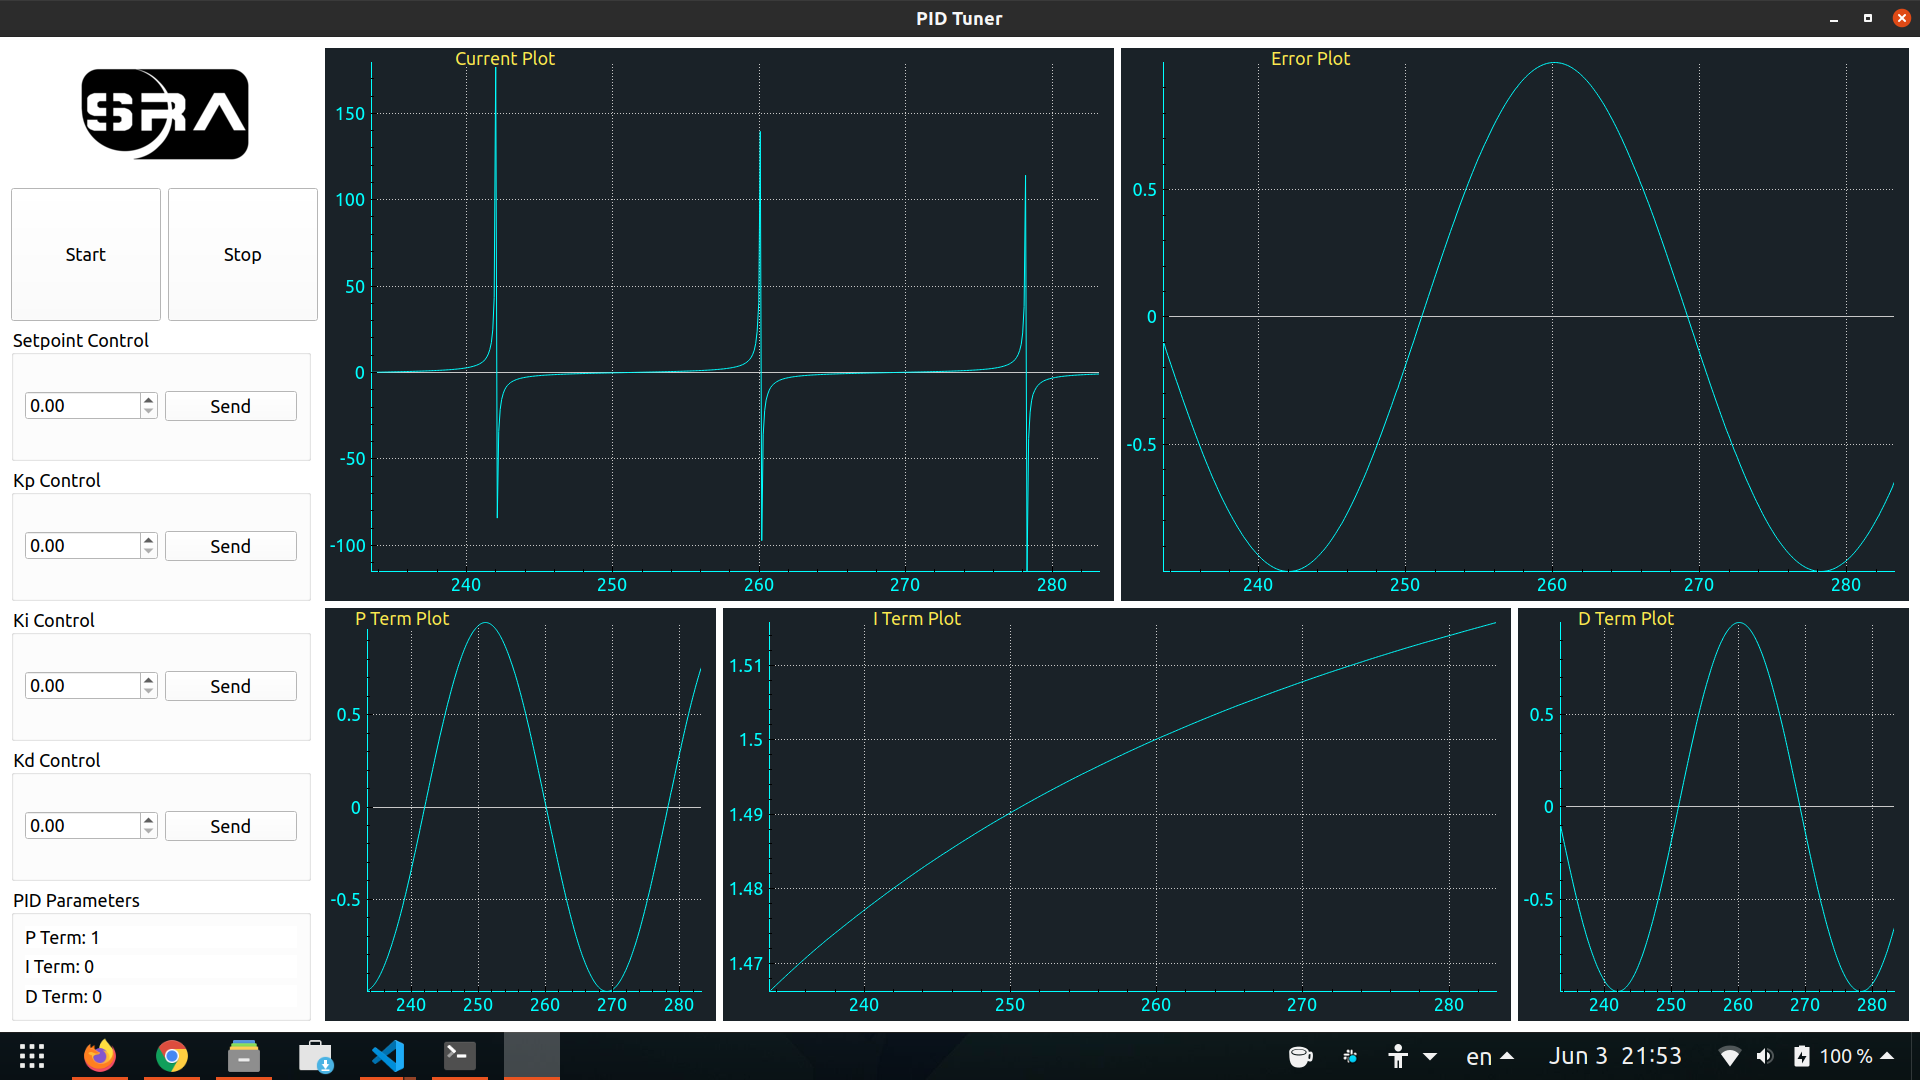 PID Tuner
SRA
Start
Stop
Setpoint Control
0.00
Send
Kp Control
0.00
Send
Ki Control
0.00
Send
Kd Control
0.00
Send
PID Parameters
P Term: 1
I Term: 0
D Term: 0
Current Plot
150
100
50
0
-50
-100
240 250 260 270 280
Error Plot
0.5
0
-0.5
240 250 260 270 280
P Term Plot
0.5
0
-0.5
240 250 260 270 280
I Term Plot
1.51
1.5
1.49
1.48
1.47
240 250 260 270 280
D Term Plot
0.5
0
-0.5
240 250 260 270 280
en
Jun 3 21:53
100 %